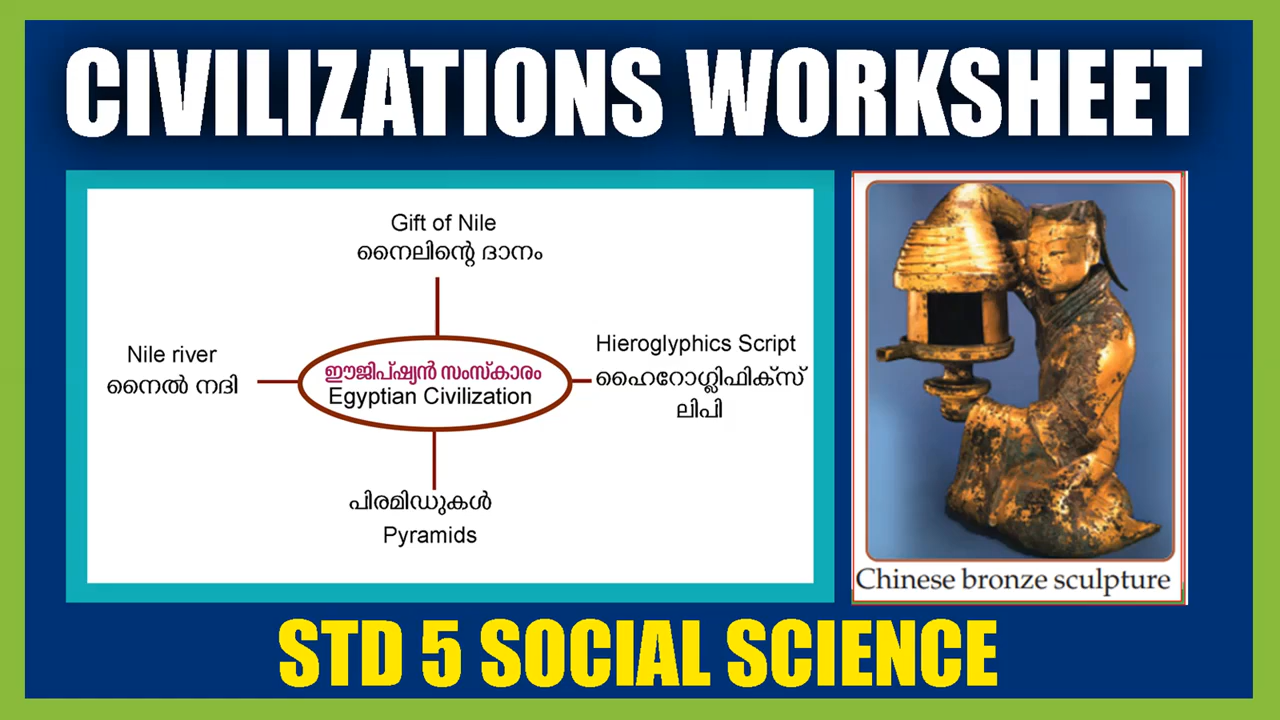 CIVILIZATIONS WORKSHEET
Gift of Nile
നൈലിന്റെ ദാനം
Nile river
നൈൽ നദി
ഈജിപ്ഷ്യൻ സംസ്കാരം
Egyptian Civilization
Hieroglyphics Script
ഹൈറോഗ്ലിഫിക്സ്
ലിപി
പിരമിഡുകൾ
Pyramids
Chinese bronze sculpture
STD 5 SOCIAL SCIENCE